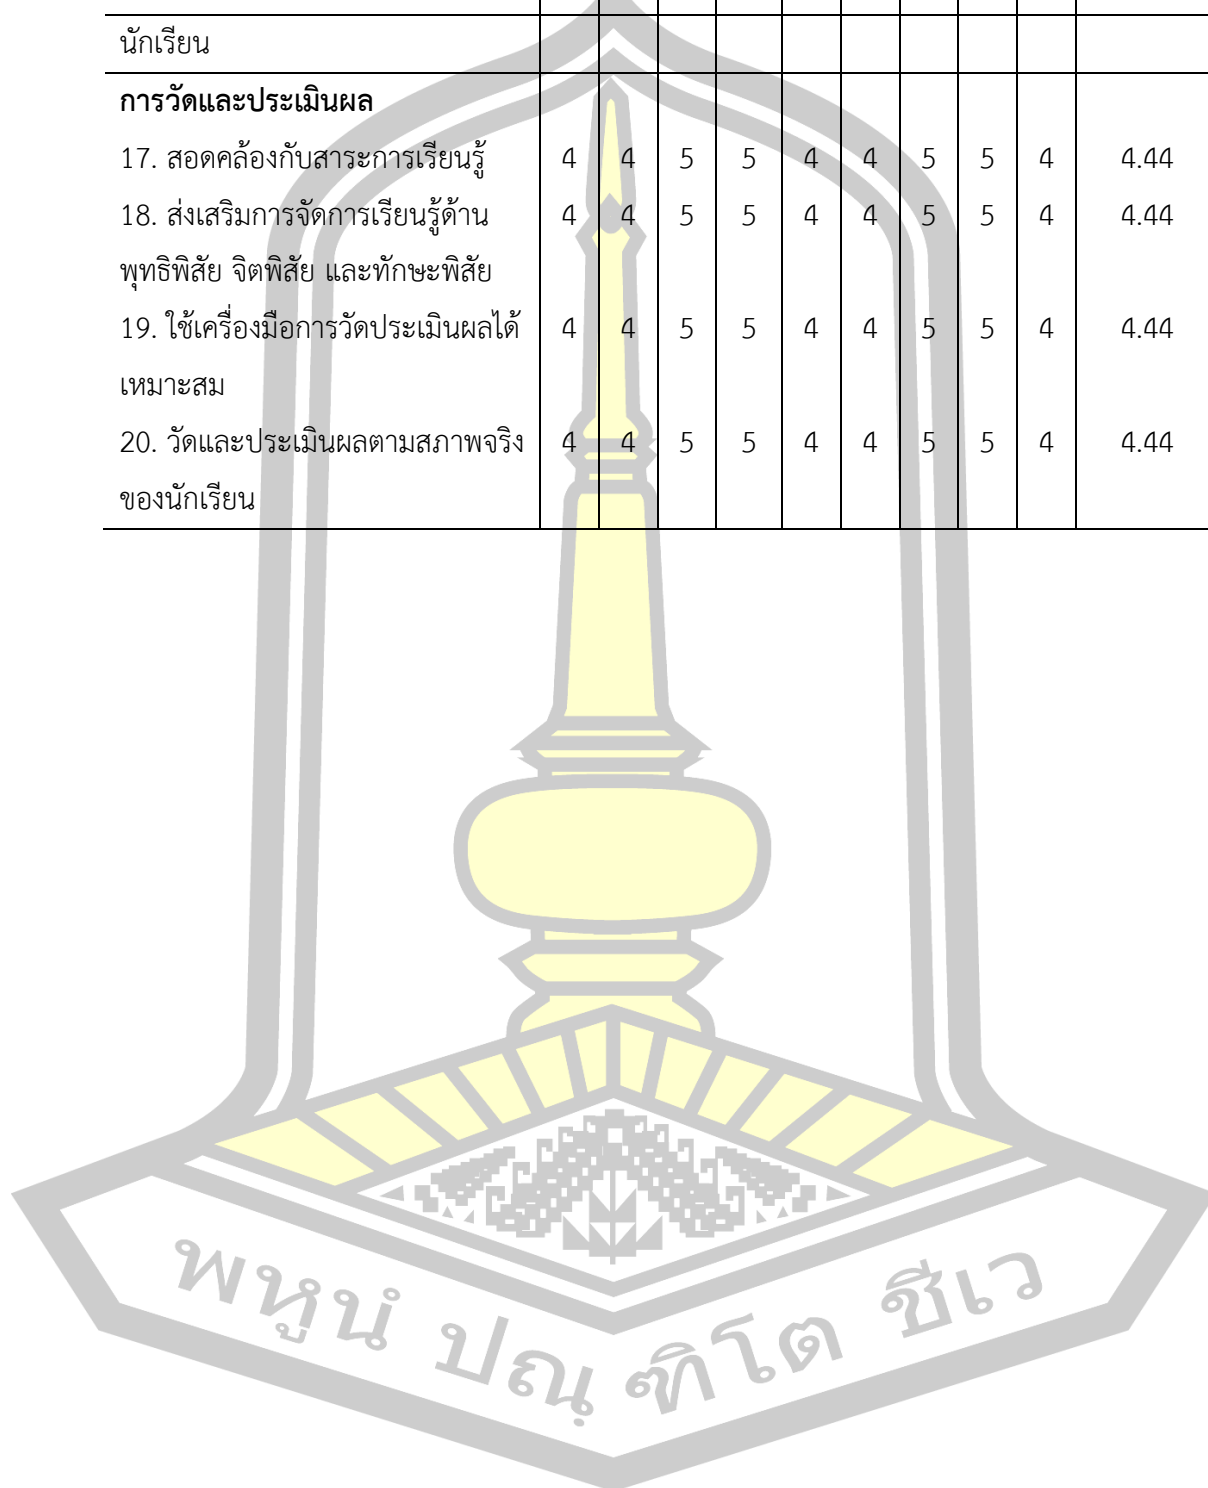 นักเรียน
การวัดและประเมินผล
17. สอดคล้องกับสาระการเรียนรู้ 4 4 5 5 4 4 5 5 4 4.44
18. ส่งเสริมการจัดการเรียนรู้ด้าน 4 4 5 5 4 4 5 5 4 4.44
พุทธิพิสัย จิตพิสัย และทักษะพิสัย
19. ใช้เครื่องมือการวัดประเมินผลได้ 4 4 5 5 4 4 5 5 4 4.44
เหมาะสม
20. วัดและประเมินผลตามสภาพจริง 4 4 5 5 4 4 5 5 4 4.44
ของนักเรียน
พหูนํ ปณฺฑิโต ชีเว